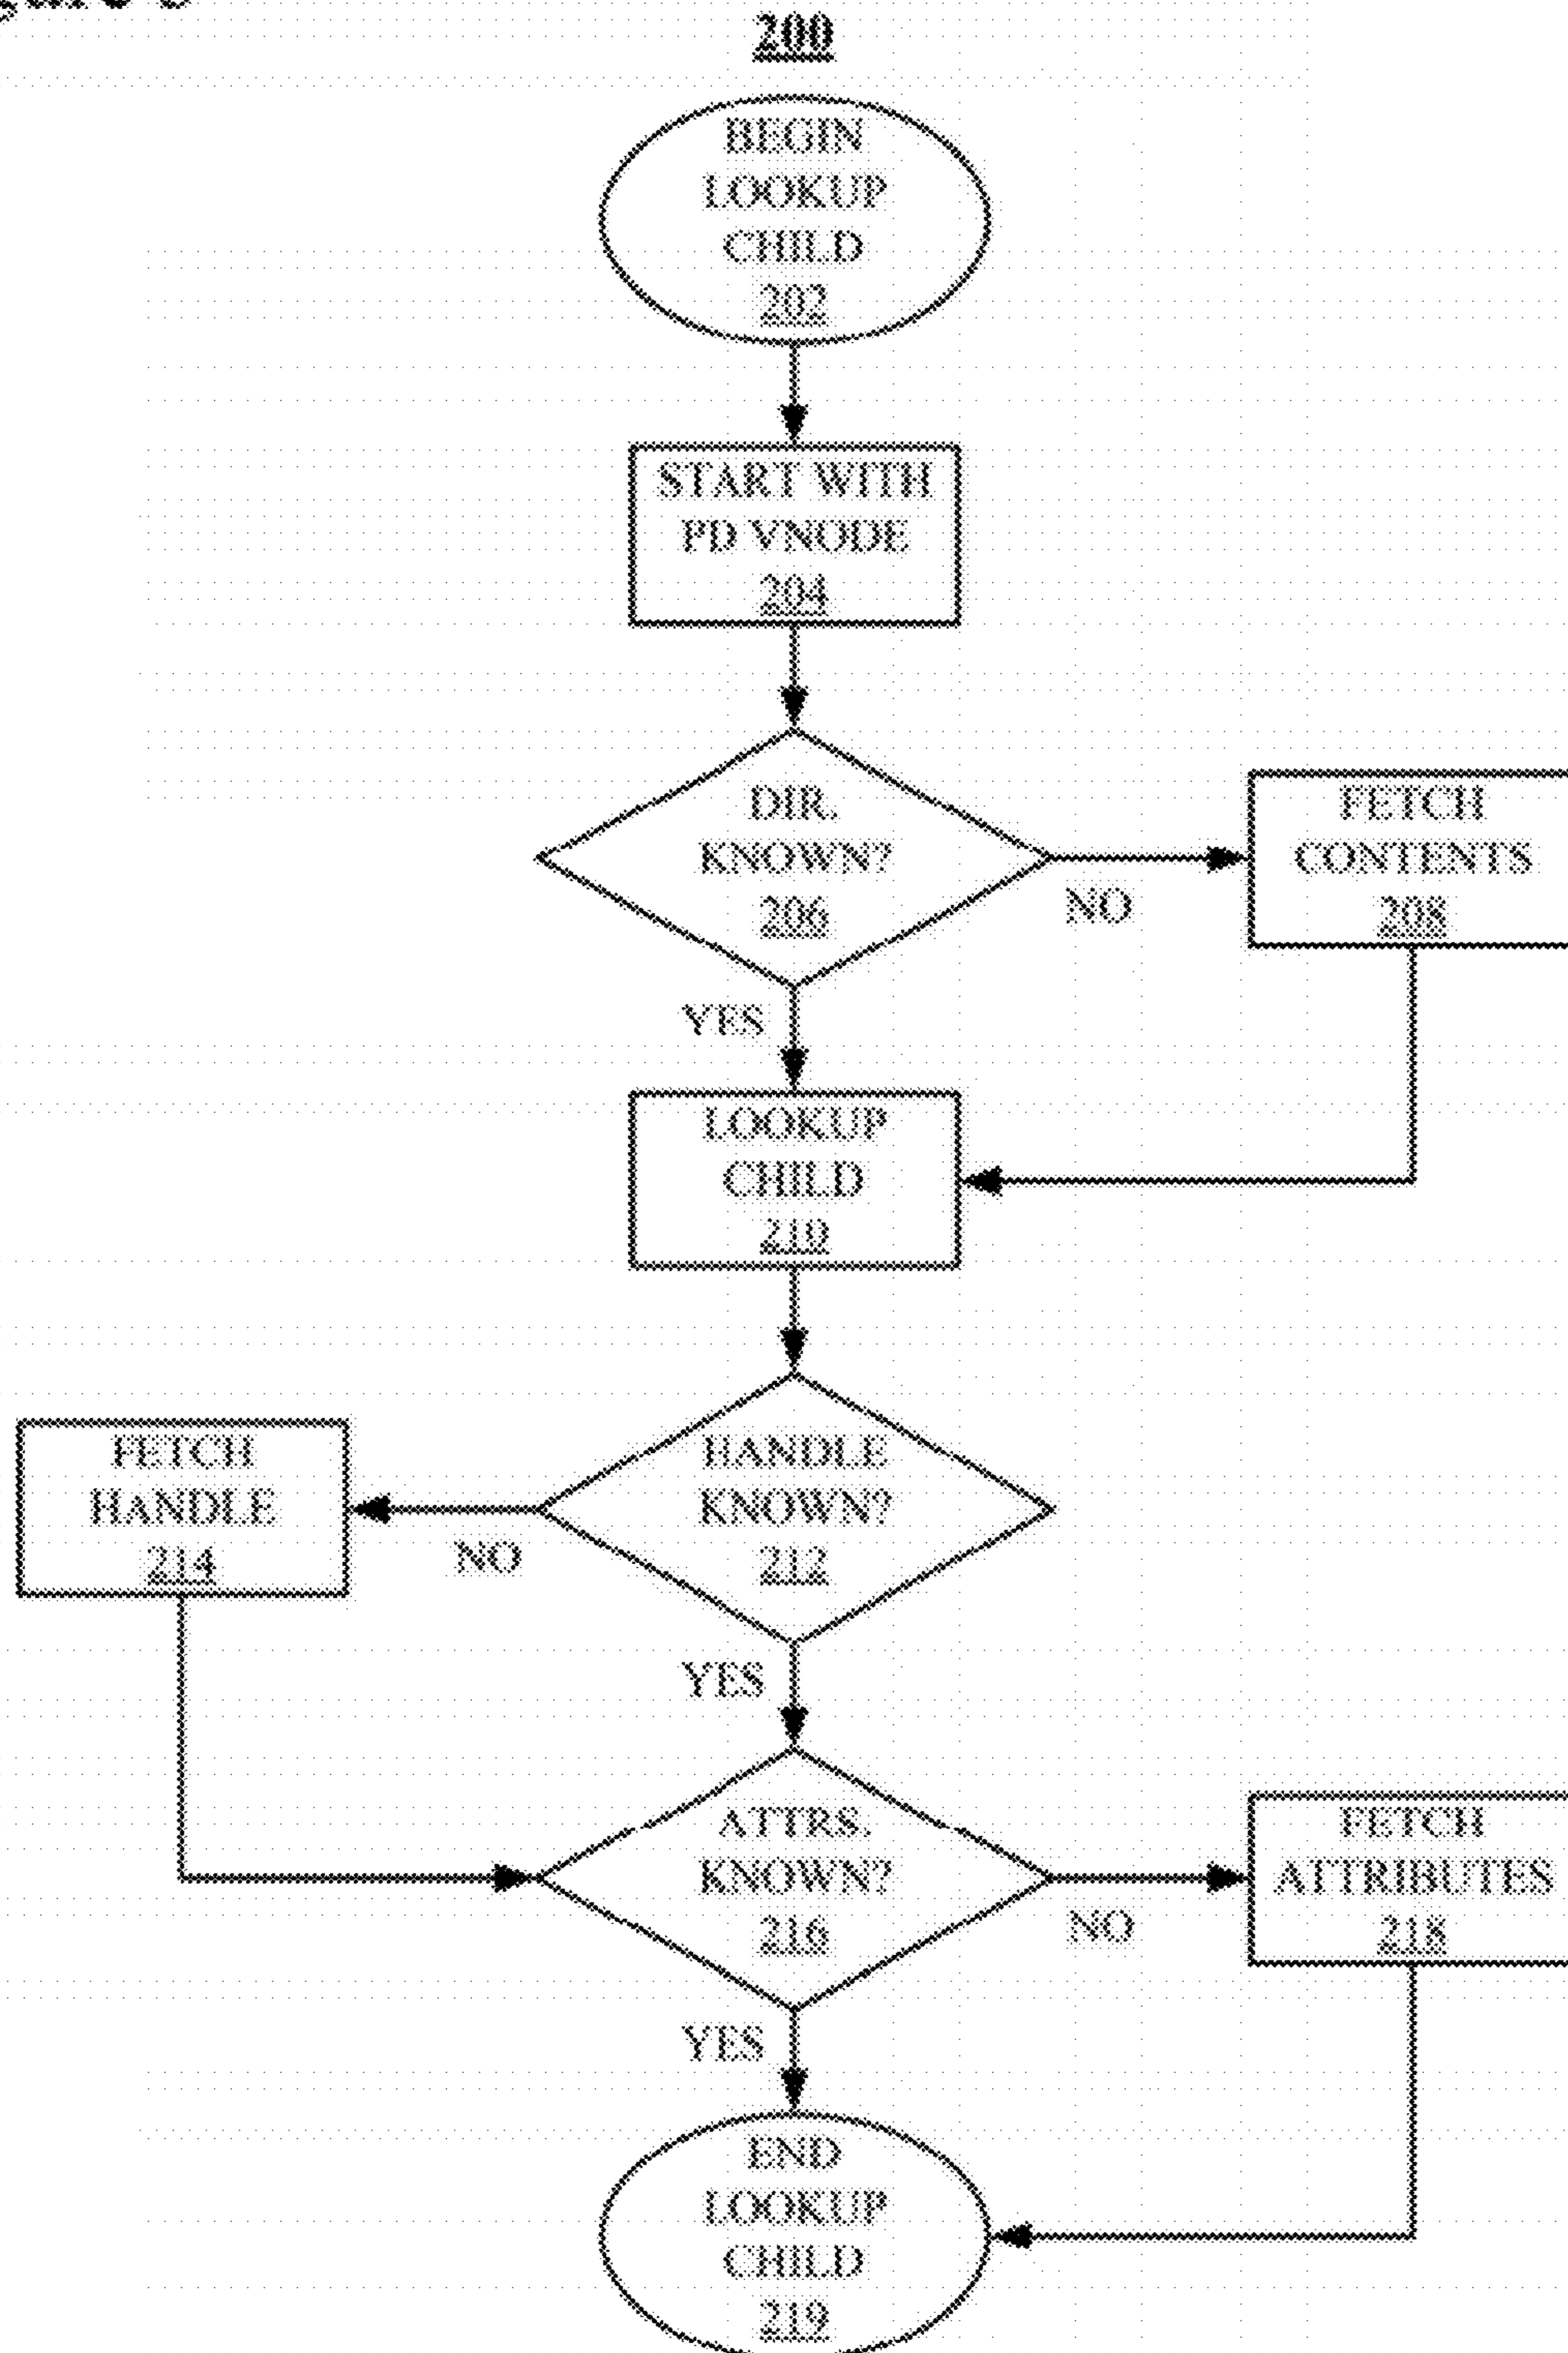 200
BEGIN
LOOKUP
CHILD
202
START WITH
PD VNODE
204
DIR.
KNOWN?
206
NO
FETCH
CONTENTS
208
YES
LOOKUP
CHILD
210
HANDLE
KNOWN?
212
NO
FETCH
HANDLE
214
YES
ATTRS.
KNOWN?
216
NO
FETCH
ATTRIBUTES
218
YES
END
LOOKUP
CHILD
219